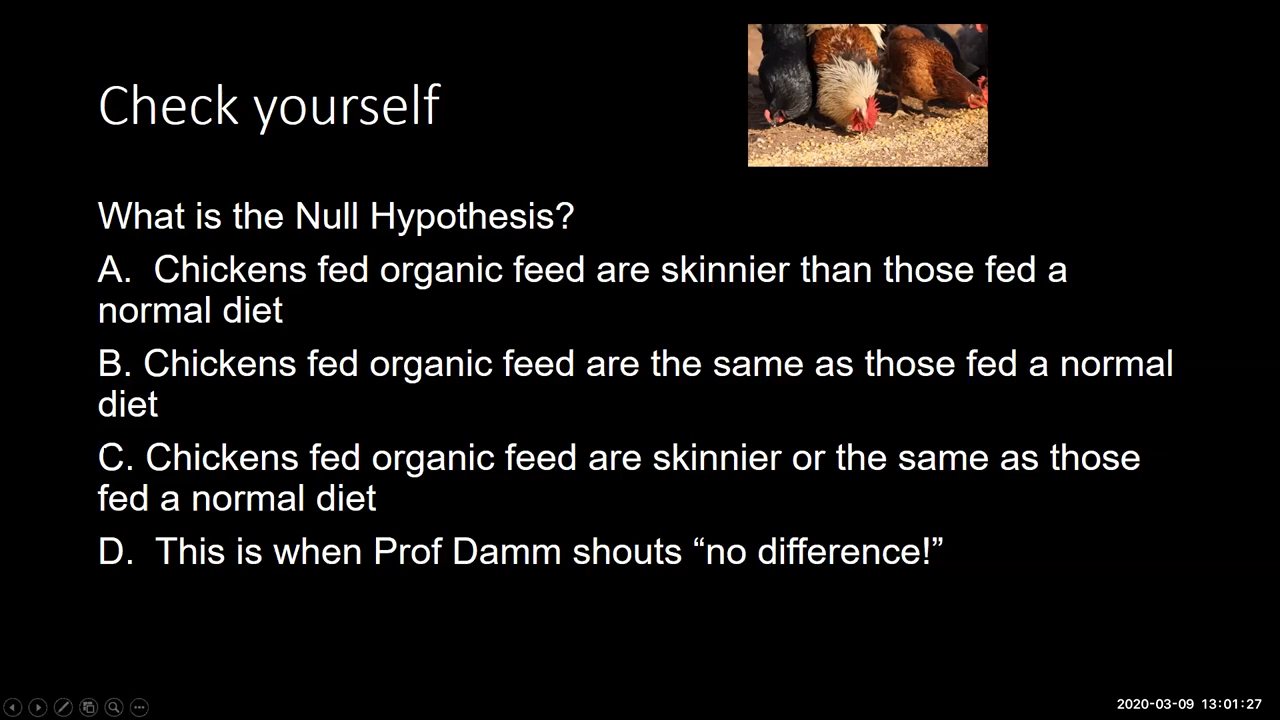 Check yourself
What is the Null Hypothesis?
A.  Chickens fed organic feed are skinnier than those fed a
normal diet
B. Chickens fed organic feed are the same as those fed a normal
diet
C. Chickens fed organic feed are skinnier or the same as those
fed a normal diet
D.  This is when Prof Damm shouts “no difference!”
2020-03-09 13:01:27